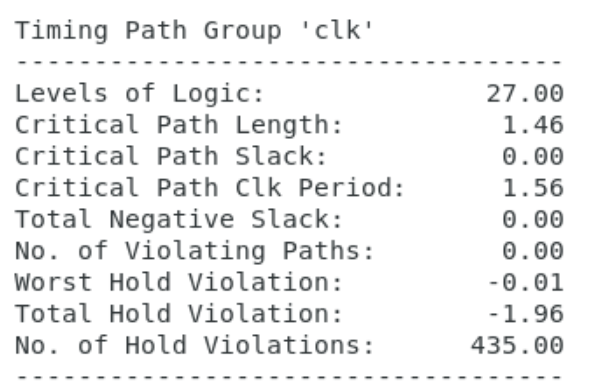 Timing Path Group 'clk'
-----------------------------------
Levels of Logic: 27.00
Critical Path Length: 1.46
Critical Path Slack: 0.00
Critical Path Clk Period: 1.56
Total Negative Slack: 0.00
No. of Violating Paths: 0.00
Worst Hold Violation: -0.01
Total Hold Violation: -1.96
No. of Hold Violations: 435.00
-----------------------------------